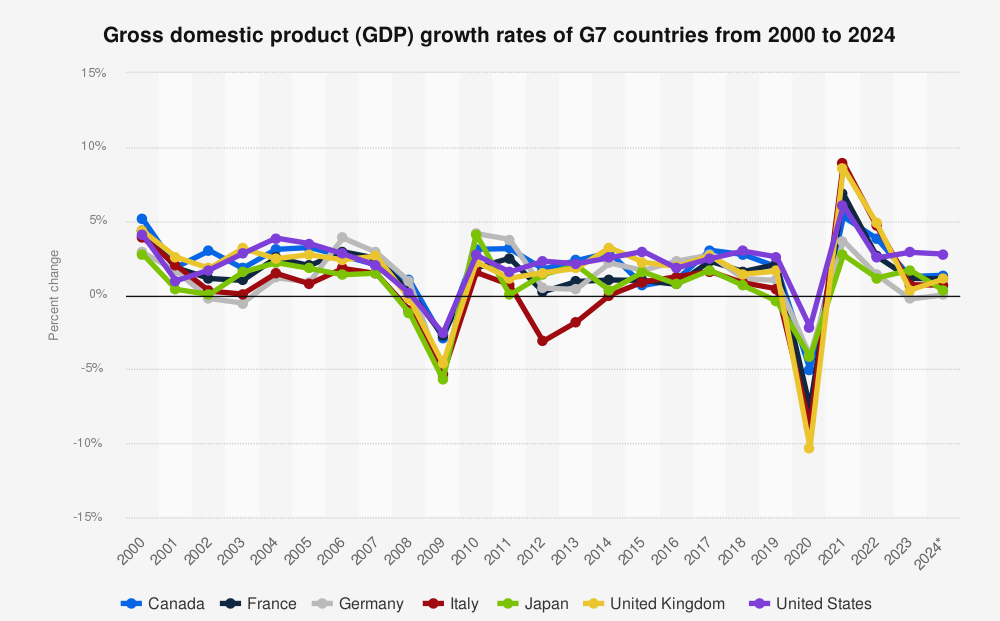 Gross domestic product (GDP) growth rates of G7 countries from 2000 to 2024
Percent change
15%
10%
5%
0%
-5%
-10%
-15%
2000 2001 2002 2003 2004 2005 2006 2007 2008 2009 2010 2011 2012 2013 2014 2015 2016 2017 2018 2019 2020 2021 2022 2023 2024*
Canada France Germany Italy Japan United Kingdom United States